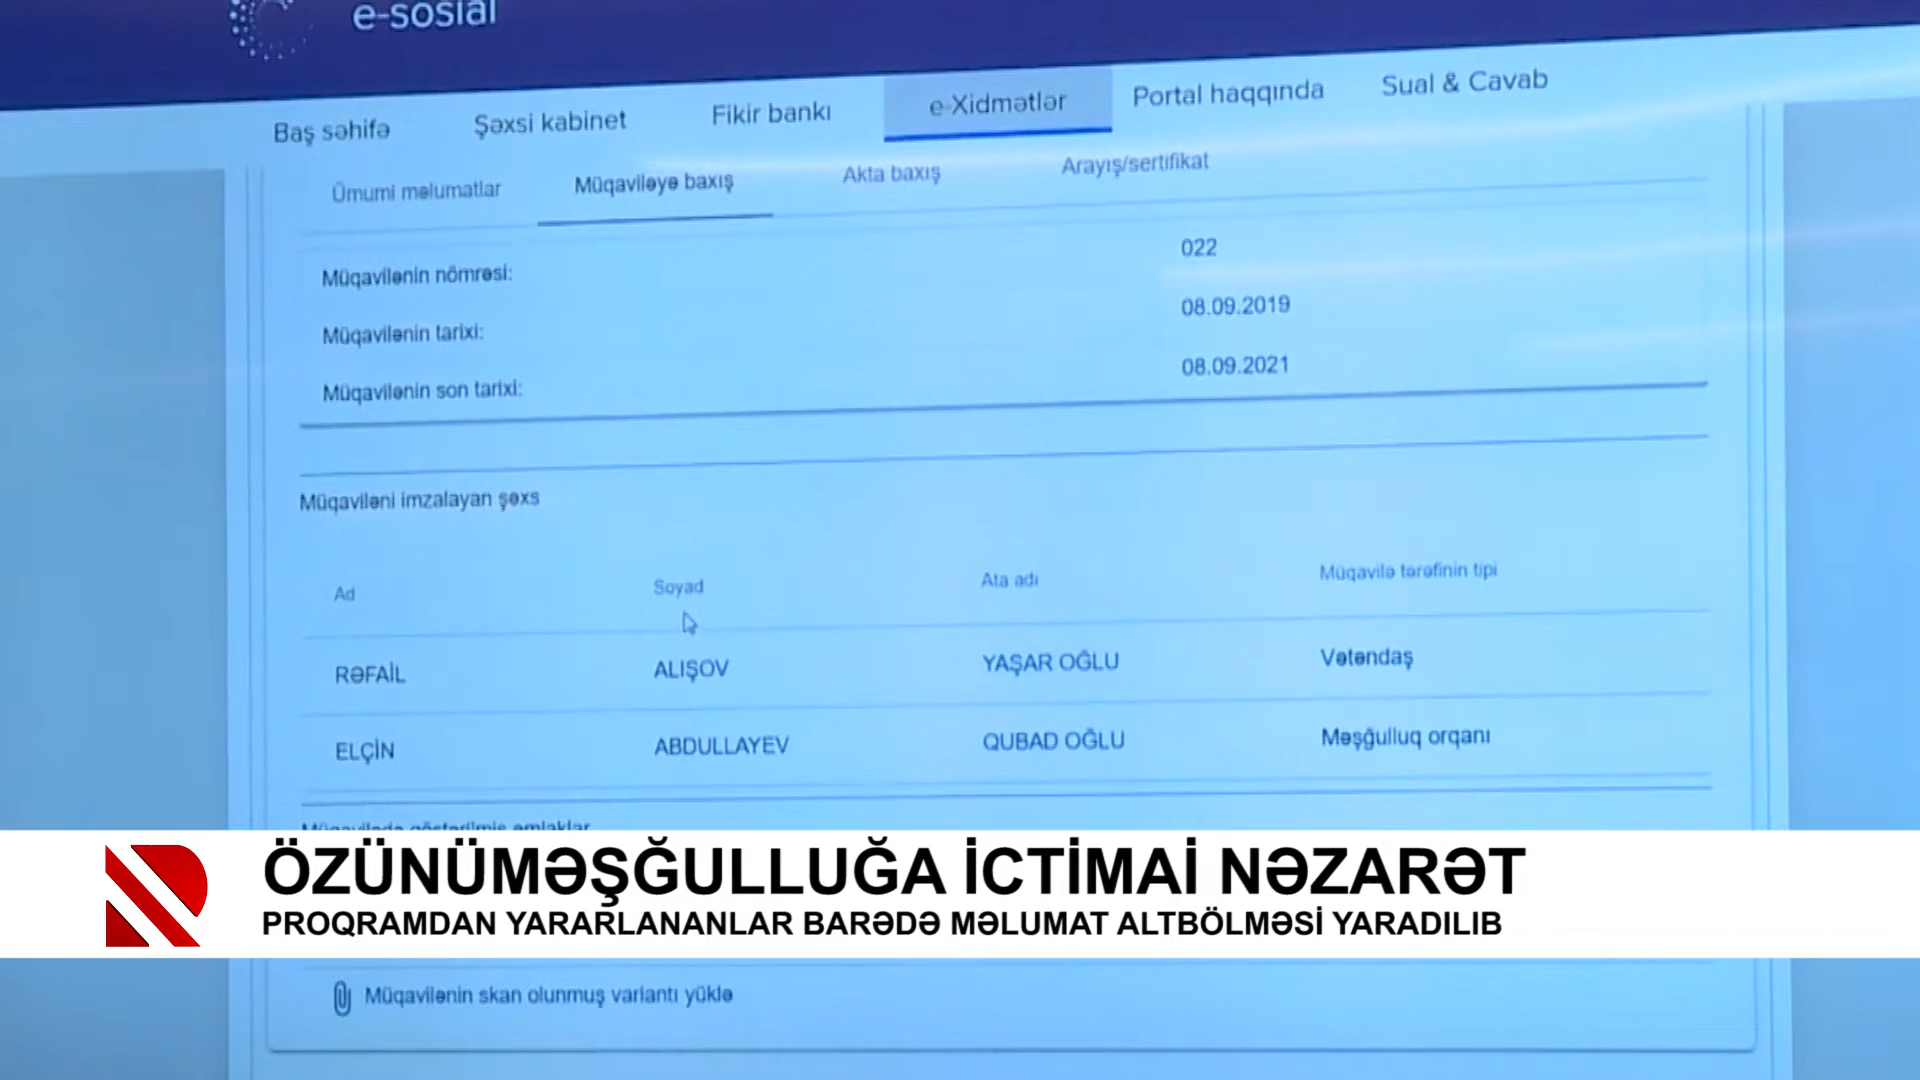 e-sosial
Baş səhifə Şəxsi kabinet Fikir bankı e-Xidmətlər Portal haqqında Sual & Cavab
Ümumi məlumatlar Müqaviləyə baxış Akta baxış Arayış/sertifikat
Müqavilənin nömrəsi: 022
Müqavilənin tarixi: 08.09.2019
Müqavilənin son tarixi: 08.09.2021
Müqaviləni imzalayan şəxs
Ad Soyad Ata adı Müqavilə tərəfinin tipi
RƏFAİL ALIŞOV YAŞAR OĞLU Vətəndaş
ELÇİN ABDULLAYEV QUBAD OĞLU Məşğulluq orqanı
Müqavilədə göstərilmiş əmlaklar
ÖZÜNÜMƏŞĞULLUĞA İCTİMAİ NƏZARƏT
PROQRAMDAN YARARLANANLAR BARƏDƏ MƏLUMAT ALTBÖLMƏSİ YARADILIB
Müqavilənin skan olunmuş variantı yüklə